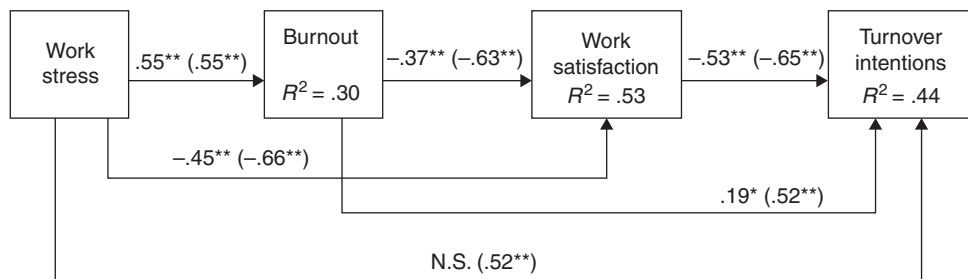 Work
stress
.55** (.55**)
Burnout
R² = .30
–.37** (–.63**)
Work
satisfaction
R² = .53
–.53** (–.65**)
Turnover
intentions
R² = .44
–.45** (–.66**)
.19* (.52**)
N.S. (.52**)